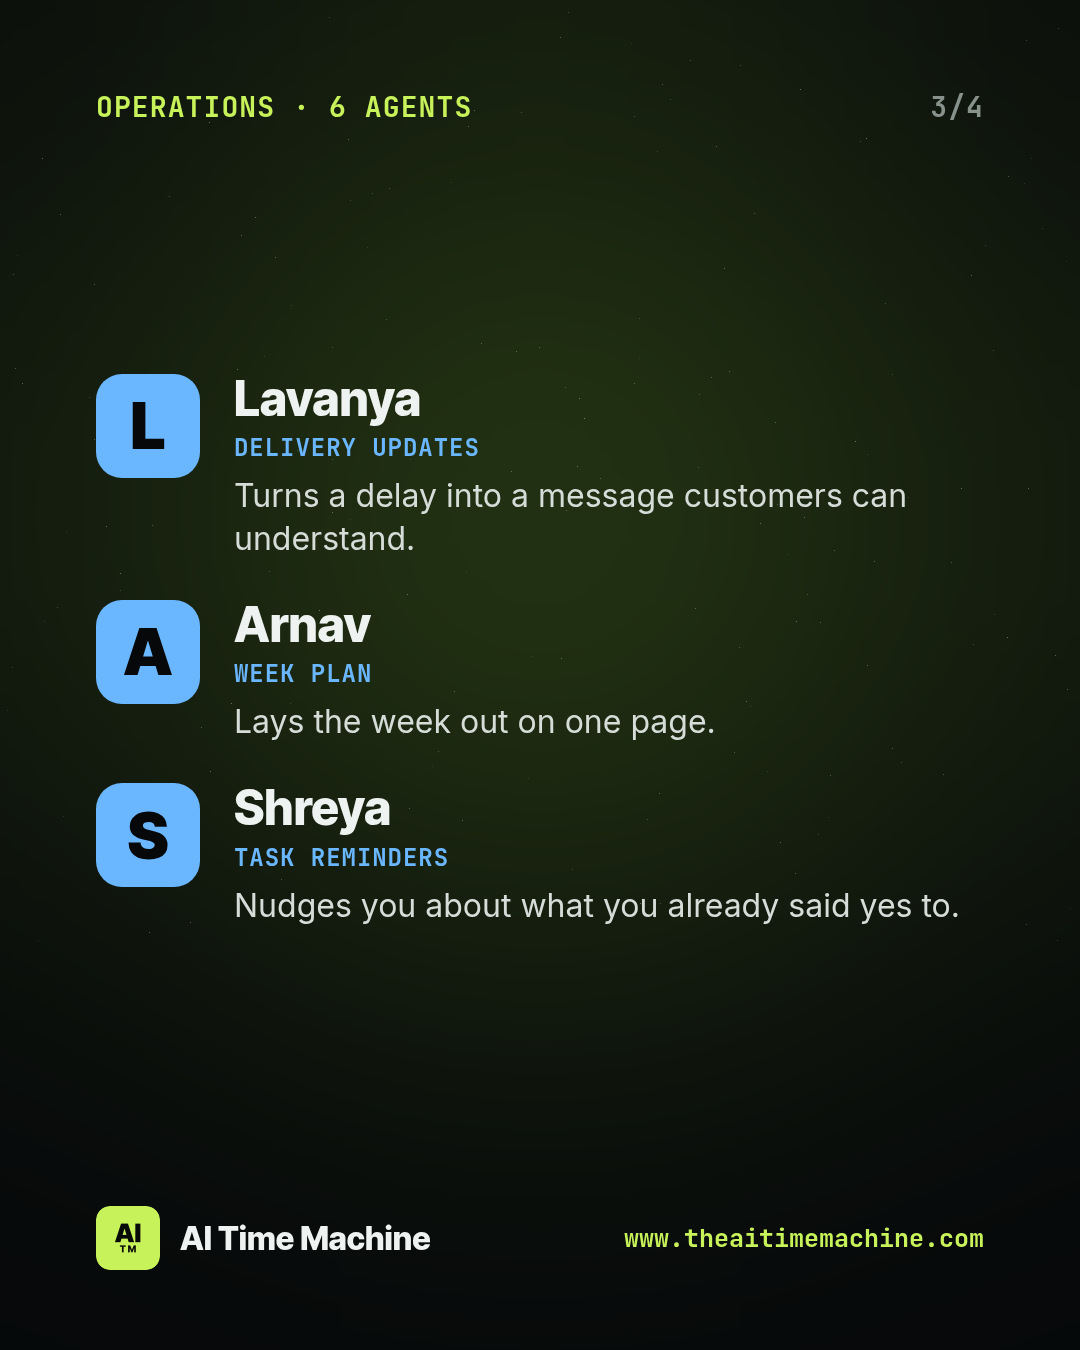 OPERATIONS · 6 AGENTS
3/4
L
Lavanya
DELIVERY UPDATES
Turns a delay into a message customers can
understand.
A
Arnav
WEEK PLAN
Lays the week out on one page.
S
Shreya
TASK REMINDERS
Nudges you about what you already said yes to.
AI
TM
AI Time Machine
www.theaitimemachine.com